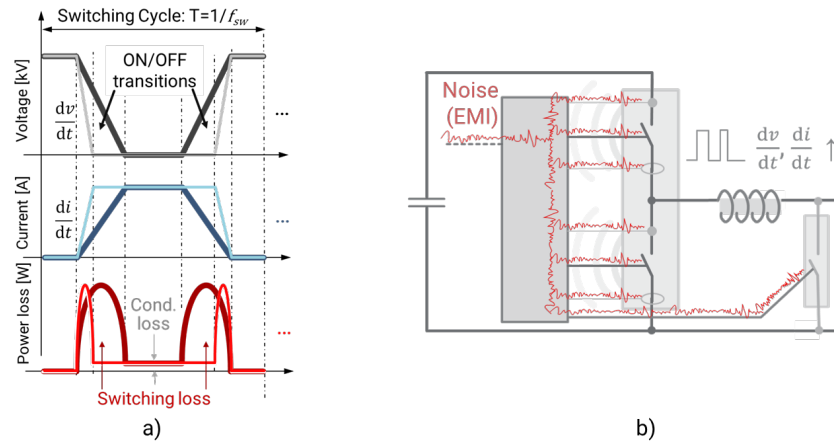 Switching Cycle: T=1/fsw
ON/OFF
transitions
Voltage [kV]
dv
dt
...
Current [A]
di
dt
...
Power loss [W]
Cond.
loss
...
Switching loss
a)
Noise
(EMI)
dv/dt, di/dt ↑
b)